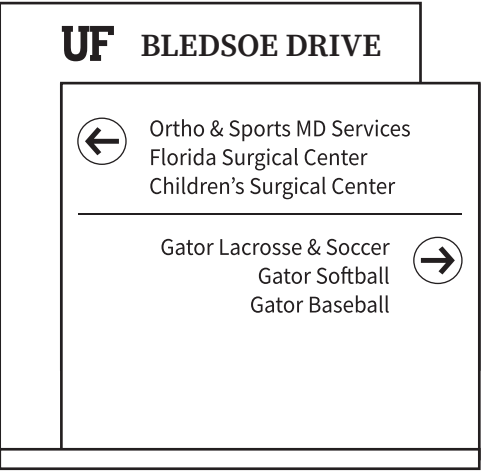 UF BLEDSOE DRIVE
Ortho & Sports MD Services
Florida Surgical Center
Children’s Surgical Center
Gator Lacrosse & Soccer
Gator Softball
Gator Baseball